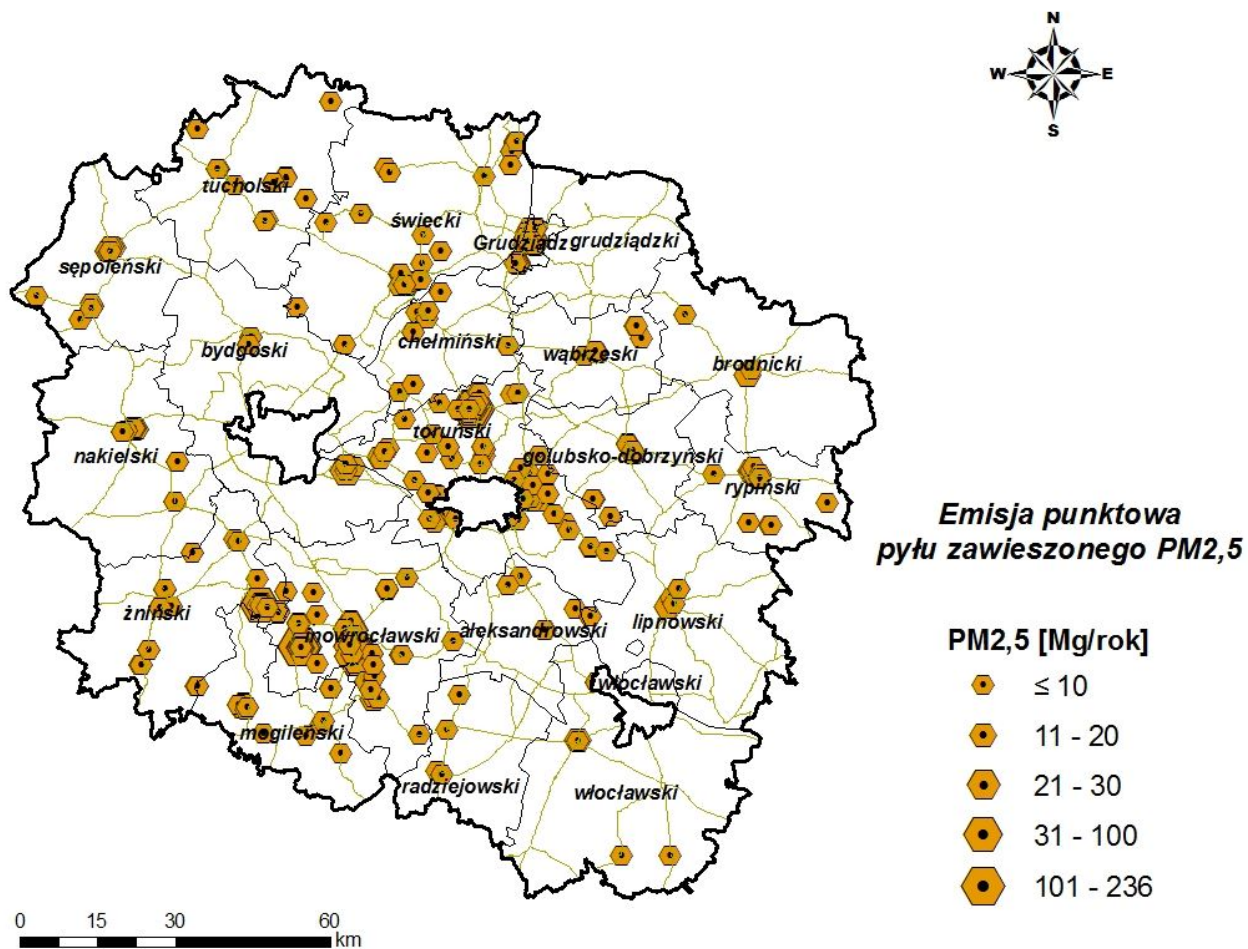 N
W
E
S
tucholski
świecki
Grudziądz
grudziądzki
sępoleński
bydgoski
chełmiński
wąbrzeski
brodnicki
toruński
nakielski
golubsko-dobrzyński
rypiński
żniński
inowrocławski
aleksandrowski
lipnowski
włocławski
mogileński
radziejowski
włocławski
Emisja punktowa
pyłu zawieszonego PM2,5
PM2,5 [Mg/rok]
≤ 10
11 - 20
21 - 30
31 - 100
101 - 236
0 15 30 60
km